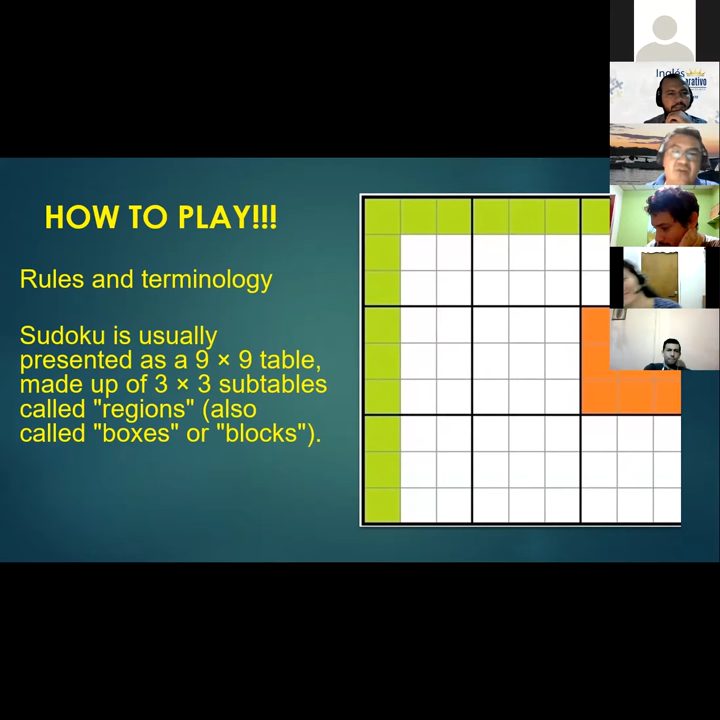 HOW TO PLAY!!!
Rules and terminology
Sudoku is usually
presented as a 9 × 9 table,
made up of 3 × 3 subtables
called "regions" (also
called "boxes" or "blocks").
Inglés